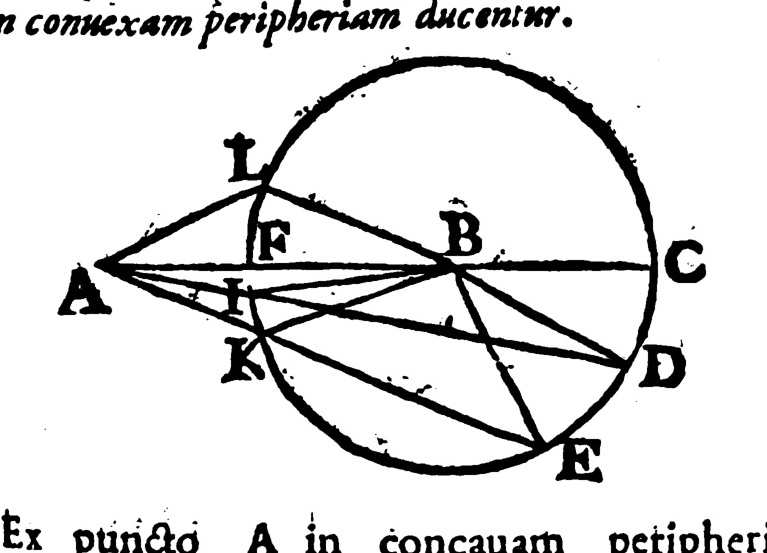 n conuexam peripheriam ducentur.
L
F B
A C
I
K D
E
Ex puncto A in concauam peripheri